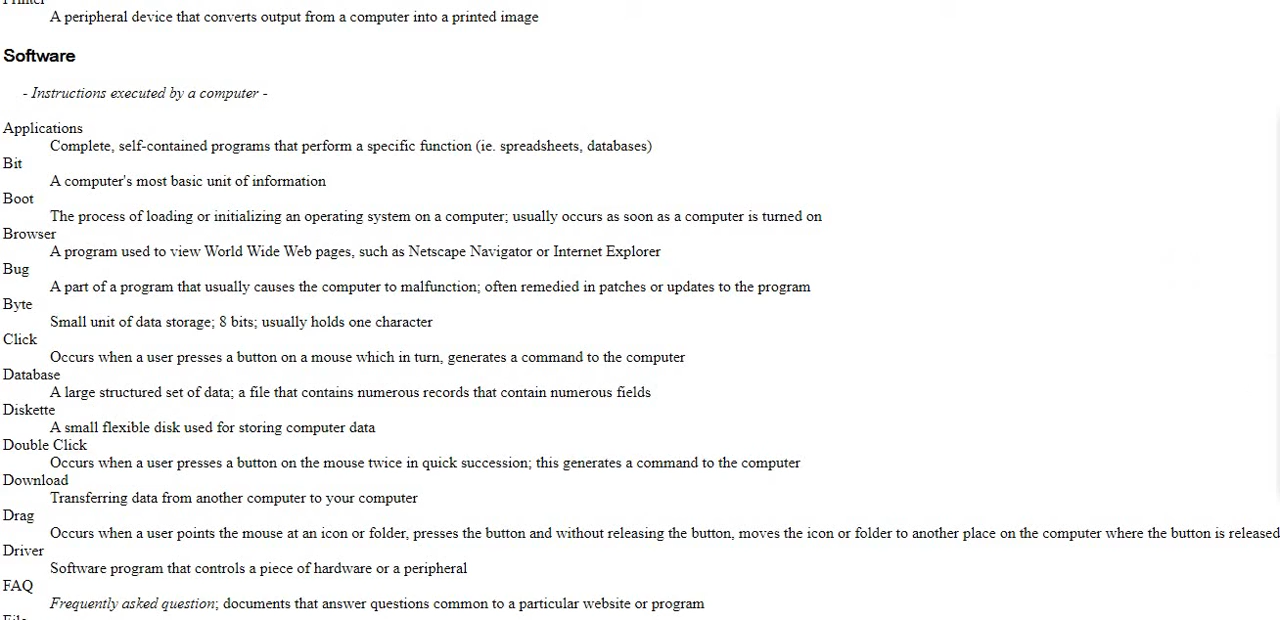 Printer
A peripheral device that converts output from a computer into a printed image
Software
- Instructions executed by a computer -
Applications
Complete, self-contained programs that perform a specific function (ie. spreadsheets, databases)
Bit
A computer's most basic unit of information
Boot
The process of loading or initializing an operating system on a computer; usually occurs as soon as a computer is turned on
Browser
A program used to view World Wide Web pages, such as Netscape Navigator or Internet Explorer
Bug
A part of a program that usually causes the computer to malfunction; often remedied in patches or updates to the program
Byte
Small unit of data storage; 8 bits; usually holds one character
Click
Occurs when a user presses a button on a mouse which in turn, generates a command to the computer
Database
A large structured set of data; a file that contains numerous records that contain numerous fields
Diskette
A small flexible disk used for storing computer data
Double Click
Occurs when a user presses a button on the mouse twice in quick succession; this generates a command to the computer
Download
Transferring data from another computer to your computer
Drag
Occurs when a user points the mouse at an icon or folder, presses the button and without releasing the button, moves the icon or folder to another place on the computer where the button is released
Driver
Software program that controls a piece of hardware or a peripheral
FAQ
Frequently asked question; documents that answer questions common to a particular website or program